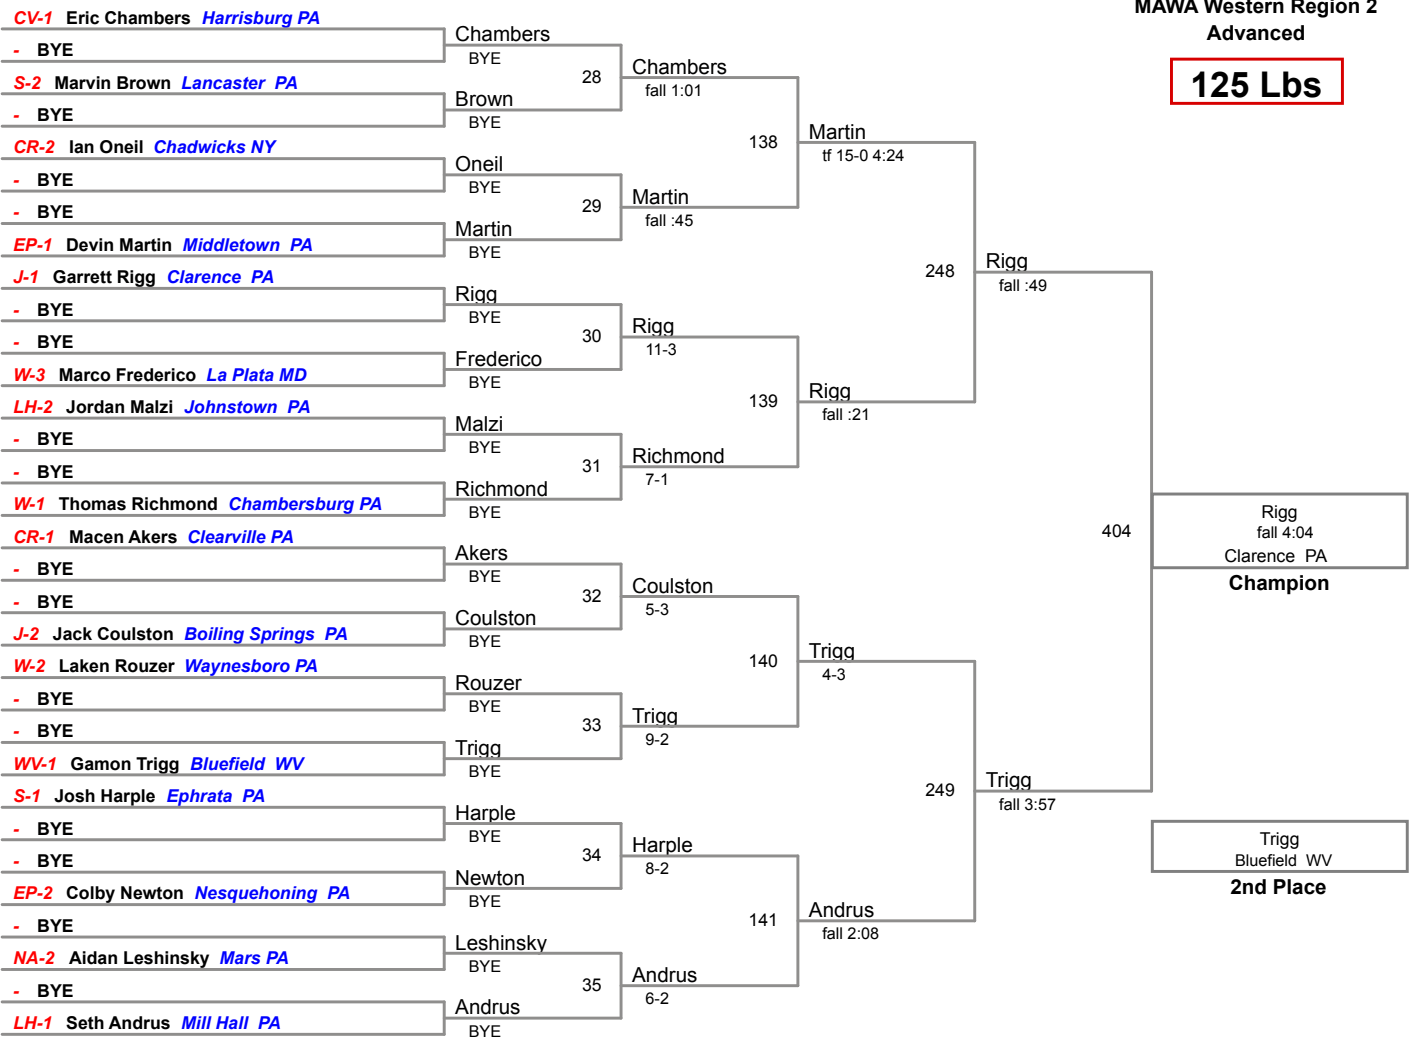 MAWA Western Region 2
Advanced
125 Lbs
CV-1 Eric Chambers Harrisburg PA
- BYE
S-2 Marvin Brown Lancaster PA
- BYE
CR-2 Ian Oneil Chadwicks NY
- BYE
- BYE
EP-1 Devin Martin Middletown PA
J-1 Garrett Rigg Clarence PA
- BYE
- BYE
W-3 Marco Frederico La Plata MD
LH-2 Jordan Malzi Johnstown PA
- BYE
- BYE
W-1 Thomas Richmond Chambersburg PA
CR-1 Macen Akers Clearville PA
- BYE
- BYE
J-2 Jack Coulston Boiling Springs PA
W-2 Laken Rouzer Waynesboro PA
- BYE
- BYE
WV-1 Gamon Trigg Bluefield WV
S-1 Josh Harple Ephrata PA
- BYE
- BYE
EP-2 Colby Newton Nesquehoning PA
- BYE
NA-2 Aidan Leshinsky Mars PA
- BYE
LH-1 Seth Andrus Mill Hall PA
Chambers
BYE
28
Brown
BYE
Oneil
BYE
29
Martin
BYE
Rigg
BYE
30
Frederico
BYE
Malzi
BYE
31
Richmond
BYE
Akers
BYE
32
Coulston
BYE
Rouzer
BYE
33
Trigg
BYE
Harple
BYE
34
Newton
BYE
Leshinsky
BYE
35
Andrus
BYE
Chambers
fall 1:01
138
Martin
fall :45
Rigg
11-3
139
Richmond
7-1
Coulston
5-3
140
Trigg
9-2
Harple
8-2
141
Andrus
6-2
Martin
tf 15-0 4:24
248
Rigg
fall :21
Trigg
4-3
249
Andrus
fall 2:08
Rigg
fall :49
404
Trigg
fall 3:57
Rigg
fall 4:04
Clarence PA
Champion
Trigg
Bluefield WV
2nd Place